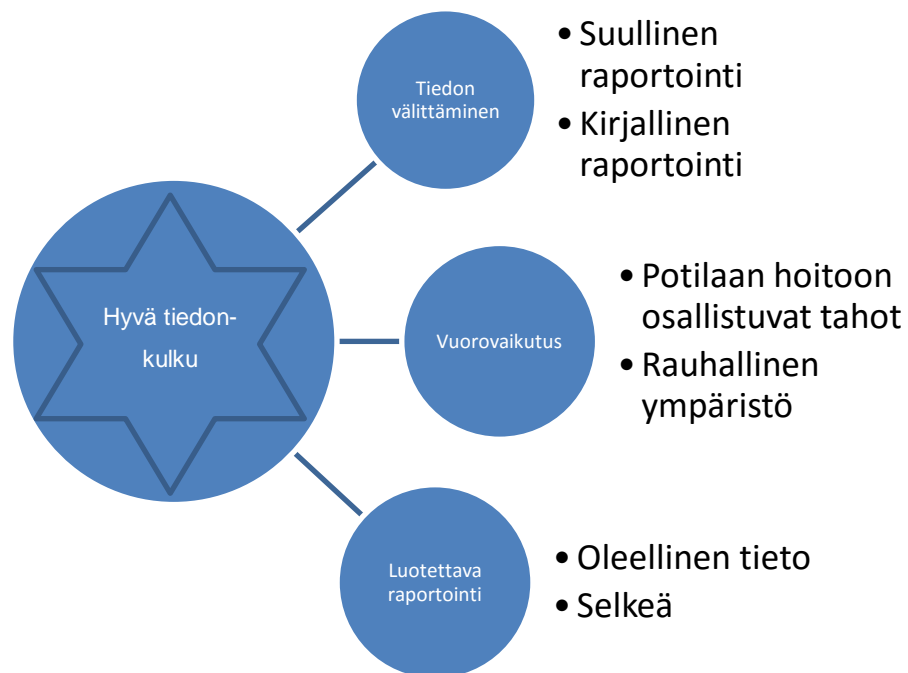 Hyvä tiedon-
kulku
Tiedon
välittäminen
• Suullinen
raportointi
• Kirjallinen
raportointi
Vuorovaikutus
• Potilaan hoitoon
osallistuvat tahot
• Rauhallinen
ympäristö
Luotettava
raportointi
• Oleellinen tieto
• Selkeä